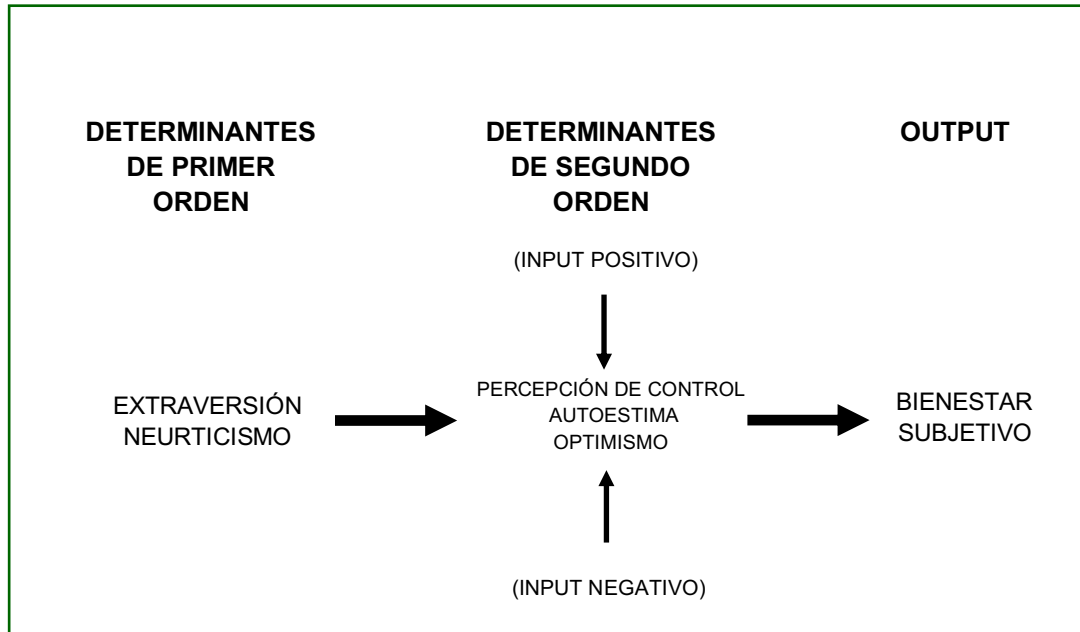 DETERMINANTES
DE PRIMER
ORDEN
DETERMINANTES
DE SEGUNDO
ORDEN
OUTPUT
(INPUT POSITIVO)
EXTRAVERSIÓN
NEURTICISMO
PERCEPCIÓN DE CONTROL
AUTOESTIMA
OPTIMISMO
BIENESTAR
SUBJETIVO
(INPUT NEGATIVO)